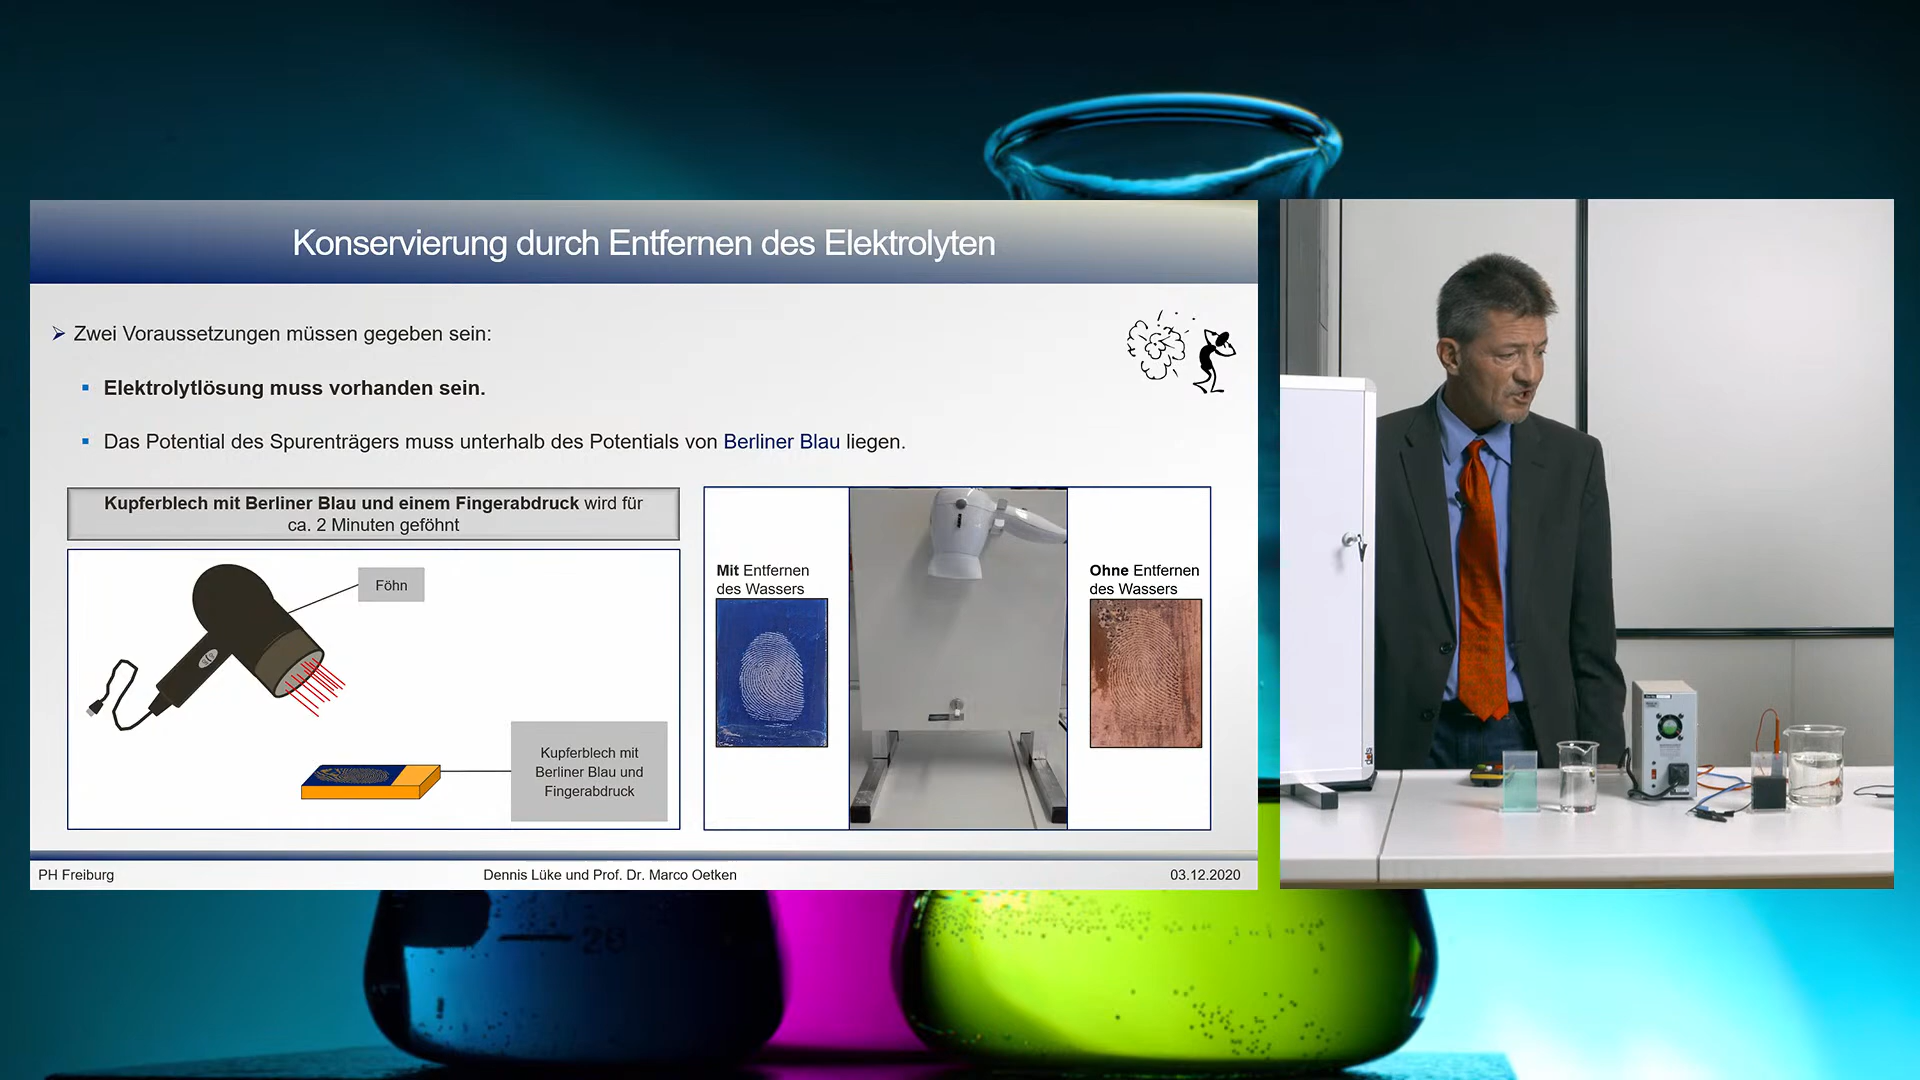 Konservierung durch Entfernen des Elektrolyten
Zwei Voraussetzungen müssen gegeben sein:
Elektrolytlösung muss vorhanden sein.
Das Potential des Spurenträgers muss unterhalb des Potentials von Berliner Blau liegen.
Kupferblech mit Berliner Blau und einem Fingerabdruck wird für
ca. 2 Minuten geföhnt
Föhn
Kupferblech mit
Berliner Blau und
Fingerabdruck
Mit Entfernen
des Wassers
Ohne Entfernen
des Wassers
PH Freiburg
Dennis Lüke und Prof. Dr. Marco Oetken
03.12.2020
20